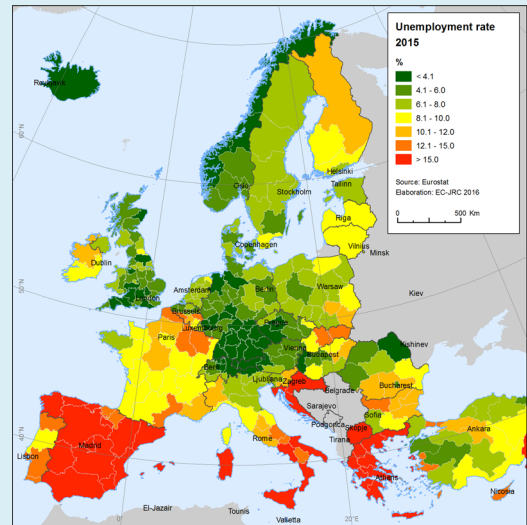 Unemployment rate
2015
%
< 4.1
4.1 - 6.0
6.1 - 8.0
8.1 - 10.0
10.1 - 12.0
12.1 - 15.0
> 15.0
Source: Eurostat
Elaboration: EC-JRC 2016
0 500 Km
Reykjavik
60°N
Helsinki
Oslo
Tallinn
Stockholm
Riga
Copenhagen
Vilnius
Minsk
Dublin
50°N
Amsterdam
Berlin
Warsaw
London
Brussels
Kiev
Luxembourg
Prague
Paris
Vienna
Kishinev
Budapest
Bern
Ljubljana
Zagreb
Belgrade
Bucharest
Sarajevo
Podgorica
Sofia
40°N
Rome
Skopje
Tirana
Ankara
Madrid
Lisbon
Athens
Nicosia
El-Jazair
Tounis
0°
Valletta
20°E